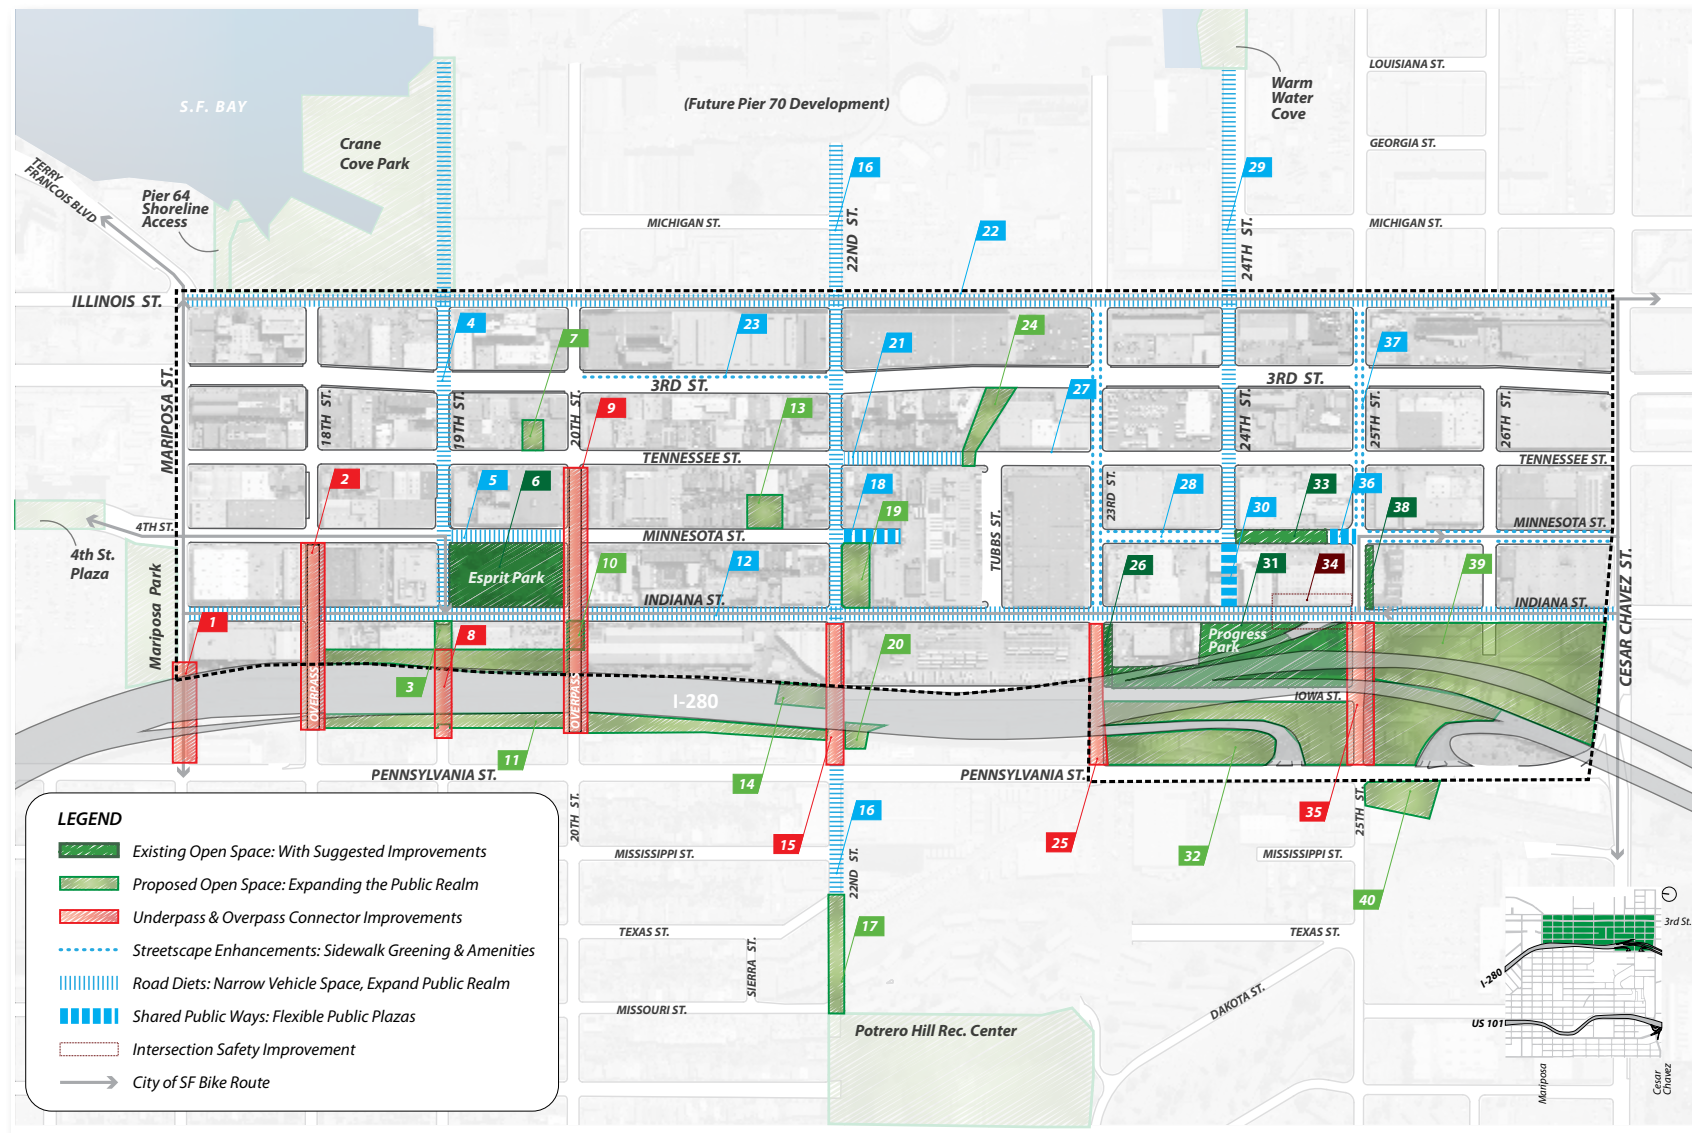 LOUISIANA ST.
S.F. BAY
(Future Pier 70 Development)
Warm
Water
Cove
Crane
Cove Park
GEORGIA ST.
TERRY
FRANCOIS BLVD
16
29
Pier 64
Shoreline
Access
MICHIGAN ST.
22ND ST.
22
24TH ST.
MICHIGAN ST.
ILLINOIS ST.
4
7
23
21
24
37
MARIPOSA ST.
3RD ST.
27
3RD ST.
18TH ST.
19TH ST.
20TH ST.
9
13
24TH ST.
25TH ST.
26TH ST.
TENNESSEE ST.
TENNESSEE ST.
2
5
6
18
19
23RD ST.
28
33
36
30
38
4TH ST.
MINNESOTA ST.
MINNESOTA ST.
4th St.
Plaza
Mariposa Park
Esprit Park
10
12
TUBBS ST.
26
31
34
39
CESAR CHAVEZ ST.
INDIANA ST.
INDIANA ST.
1
8
20
Progress
Park
3
OVERPASS
OVERPASS
I-280
IOWA ST.
11
14
PENNSYLVANIA ST.
PENNSYLVANIA ST.
20TH ST.
15
16
25
35
25TH ST.
22ND ST.
MISSISSIPPI ST.
32
MISSISSIPPI ST.
40
17
TEXAS ST.
TEXAS ST.
SIERRA ST.
DAKOTA ST.
MISSOURI ST.
Potrero Hill Rec. Center
LEGEND
Existing Open Space: With Suggested Improvements
Proposed Open Space: Expanding the Public Realm
Underpass & Overpass Connector Improvements
Streetscape Enhancements: Sidewalk Greening & Amenities
Road Diets: Narrow Vehicle Space, Expand Public Realm
Shared Public Ways: Flexible Public Plazas
Intersection Safety Improvement
City of SF Bike Route
3rd St.
I-280
US 101
Mariposa
Cesar
Chavez